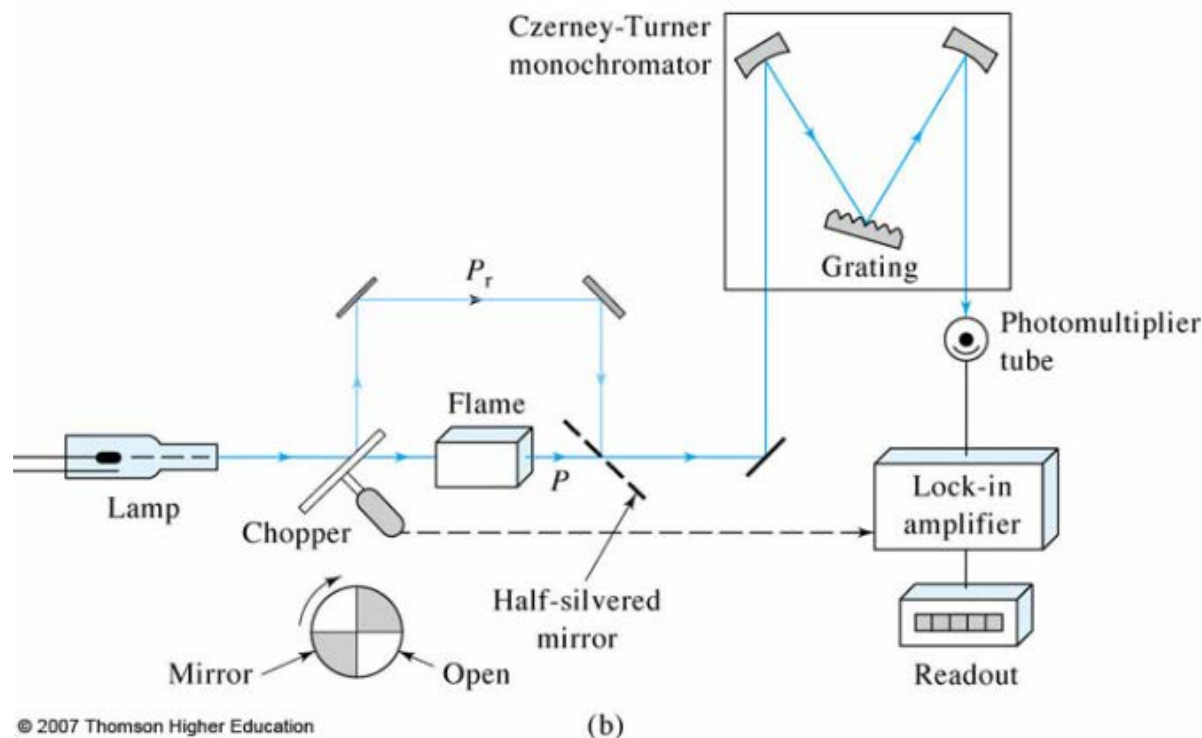 Czerney-Turner
monochromator
Grating
P_r
Photomultiplier
tube
Flame
P
Lamp
Chopper
Lock-in
amplifier
Half-silvered
mirror
Mirror
Open
Readout
© 2007 Thomson Higher Education
(b)